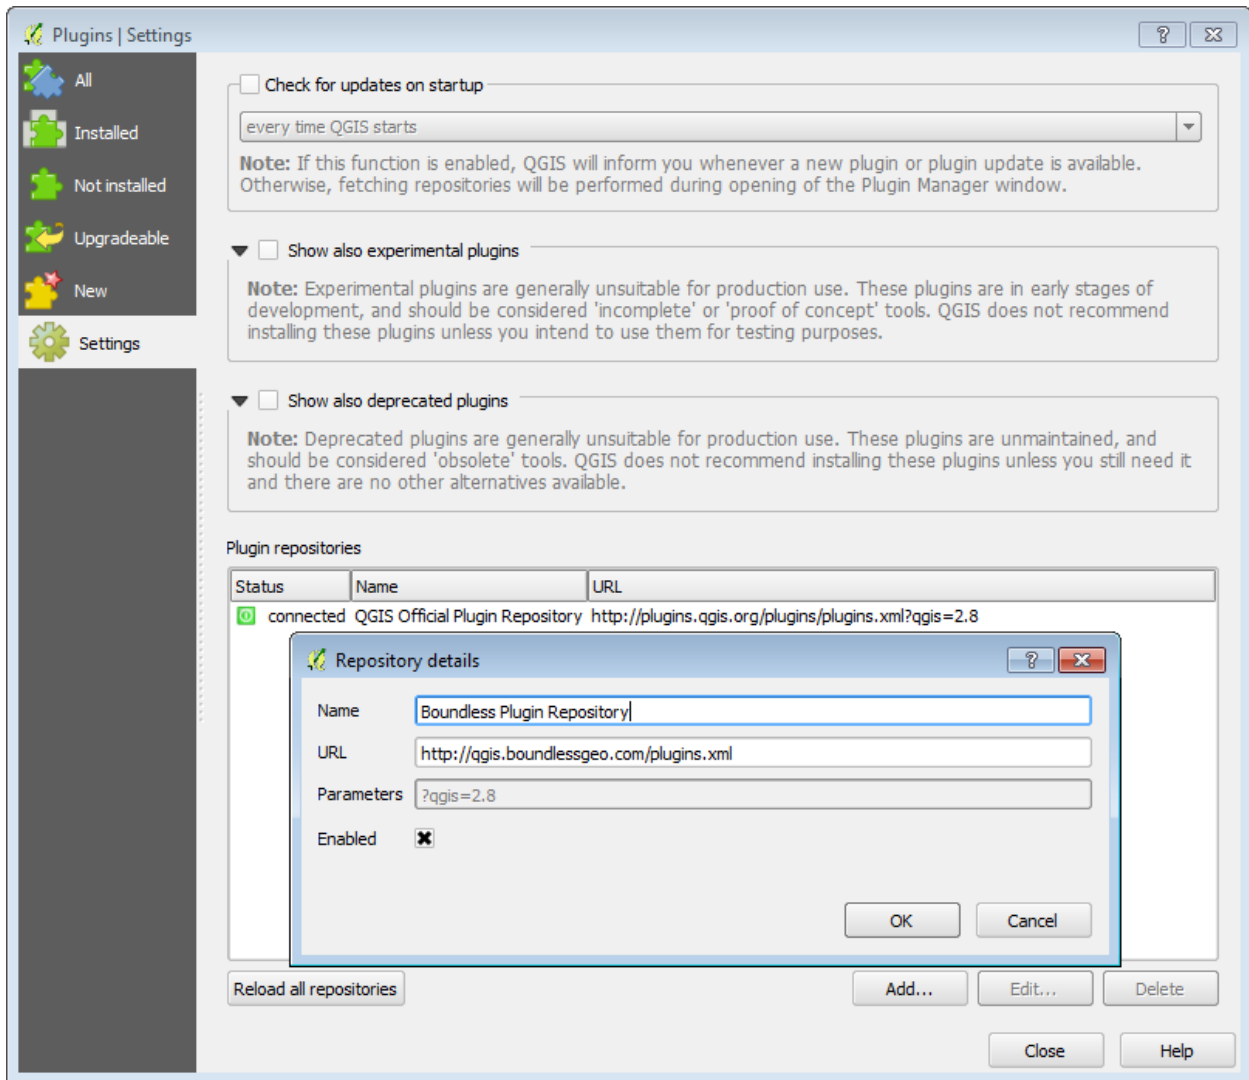 Plugins | Settings
All
Installed
Not installed
Upgradeable
New
Settings
Check for updates on startup
every time QGIS starts
Note: If this function is enabled, QGIS will inform you whenever a new plugin or plugin update is available.
Otherwise, fetching repositories will be performed during opening of the Plugin Manager window.
Show also experimental plugins
Note: Experimental plugins are generally unsuitable for production use. These plugins are in early stages of
development, and should be considered 'incomplete' or 'proof of concept' tools. QGIS does not recommend
installing these plugins unless you intend to use them for testing purposes.
Show also deprecated plugins
Note: Deprecated plugins are generally unsuitable for production use. These plugins are unmaintained, and
should be considered 'obsolete' tools. QGIS does not recommend installing these plugins unless you still need it
and there are no other alternatives available.
Plugin repositories
Status Name URL
connected QGIS Official Plugin Repository http://plugins.qgis.org/plugins/plugins.xml?qgis=2.8
Repository details
Name Boundless Plugin Repository
URL http://qgis.boundlessgeo.com/plugins.xml
Parameters ?qgis=2.8
Enabled
OK Cancel
Reload all repositories Add... Edit... Delete
Close Help